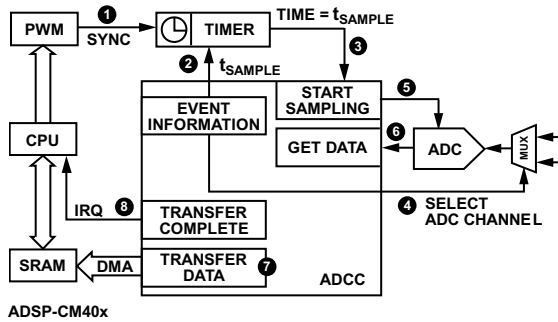 1
PWM
SYNC
TIMER
TIME = tSAMPLE
2
tSAMPLE
3
START
SAMPLING
5
EVENT
INFORMATION
6
GET DATA
ADC
MUX
CPU
4
SELECT
ADC CHANNEL
IRQ
8
TRANSFER
COMPLETE
SRAM
DMA
TRANSFER
DATA
7
ADCC
ADSP-CM40x